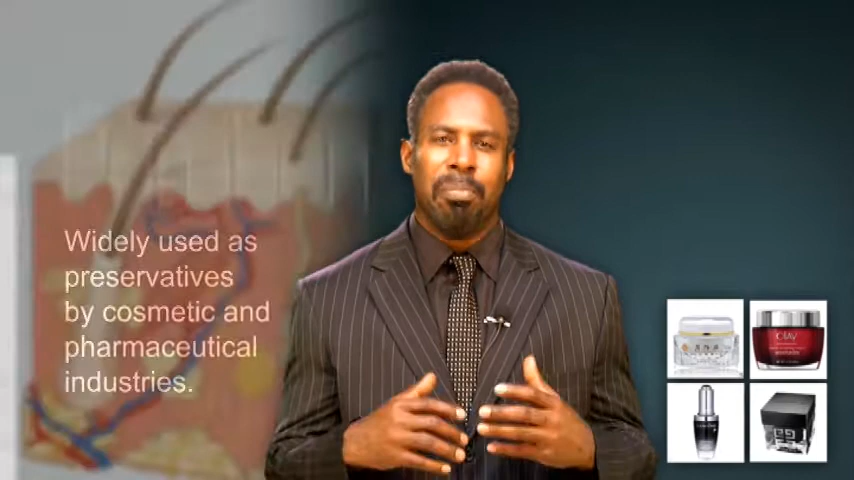 Widely used as
preservatives
by cosmetic and
pharmaceutical
industries.
OLAY